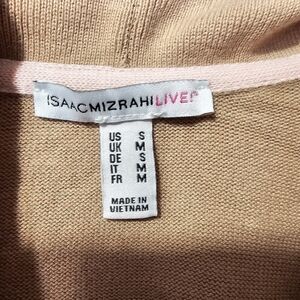 ISAACMIZRAHILIVE!
US S
UK M
DE S
IT M
FR M
MADE IN
VIETNAM